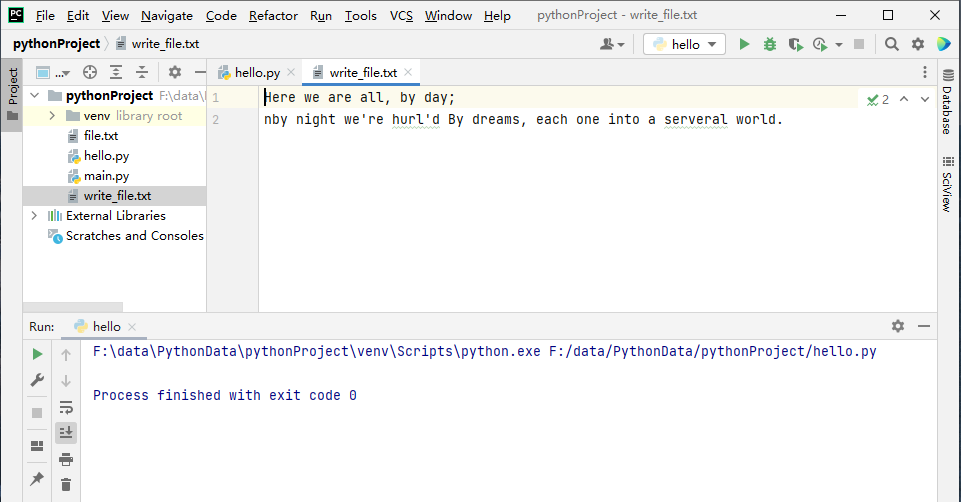 PC File Edit View Navigate Code Refactor Run Tools VCS Window Help pythonProject - write_file.txt
pythonProject write_file.txt hello
Project ... hello.py write_file.txt
pythonProject F:\data\
venv library root
file.txt
hello.py
main.py
write_file.txt
External Libraries
Scratches and Consoles
1 Here we are all, by day; 2
2 nby night we're hurl'd By dreams, each one into a serveral world.
Database
SciView
Run: hello
F:\data\PythonData\pythonProject\venv\Scripts\python.exe F:/data/PythonData/pythonProject/hello.py
Process finished with exit code 0